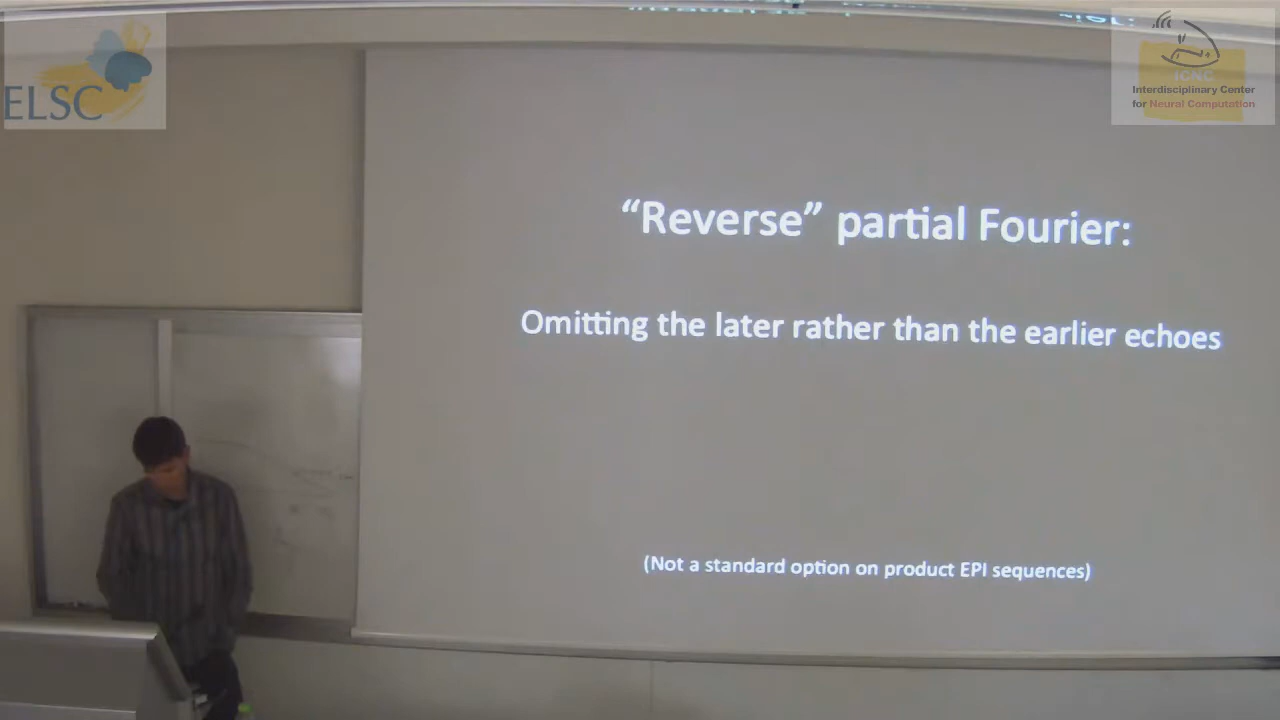 ELSC
ICNC
Interdisciplinary Center
for Neural Computation
“Reverse” partial Fourier:
Omitting the later rather than the earlier echoes
(Not a standard option on product EPI sequences)